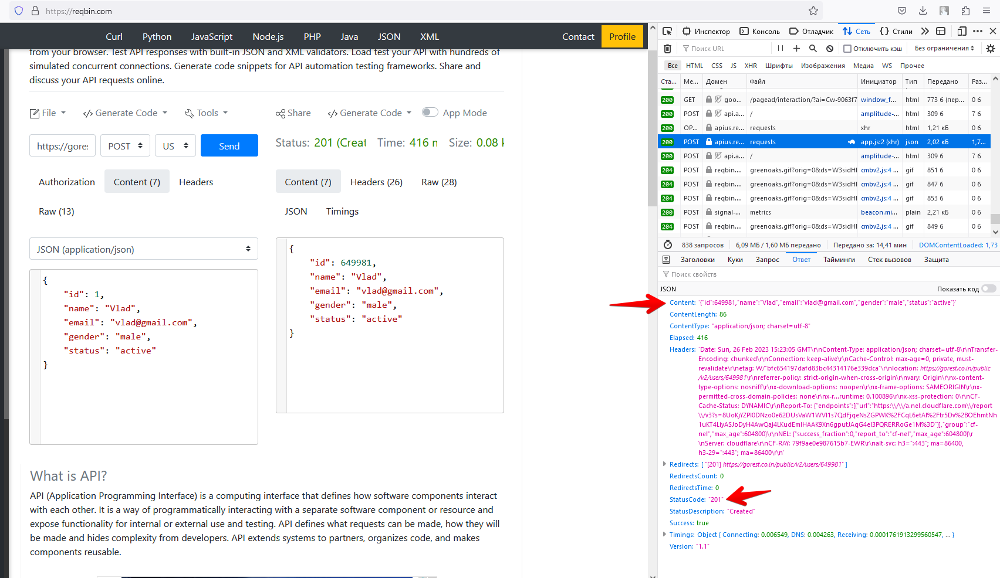 https://reqbin.com
Curl Python JavaScript Node.js PHP Java JSON XML Contact Profile
from your browser. Test API responses with built-in JSON and XML validators. Load test your API with hundreds of
simulated concurrent connections. Generate code snippets for API automation testing frameworks. Share and
discuss your API requests online.
File </> Generate Code Tools Share </> Generate Code App Mode
https://gores POST US Send Status: 201 (Creat Time: 416 Size: 0.08
Authorization Content (7) Headers Content (7) Headers (26) Raw (28)
Raw (13) JSON Timings
JSON (application/json)
{
"id": 1,
"name": "Vlad",
"email": "vlad@gmail.com",
"gender": "male",
"status": "active"
}
{
"id": 649981,
"name": "Vlad",
"email": "vlad@gmail.com",
"gender": "male",
"status": "active"
}
What is API?
API (Application Programming Interface) is a computing interface that defines how software components interact
with each other. It is a way of programmatically interacting with a separate software component or resource and
expose functionality for internal or external use and testing. API defines what requests can be made, how they will
be made and hides complexity from developers. API extends systems to partners, organizes code, and makes
components reusable.
Инспектор Консоль Отладчик Сеть Стили
Поиск URL Отключить кэш Без ограничения
Все HTML CSS JS XHR Шрифты Изображения Медиа WS Прочее
Ста... Ме... Домен Файл Инициатор Тип Передано Раз...
200 GET goo... /pagead/interaction/?ai=Cw-9063f7 window_f... html 773 б (пер... 0 б
200 POST api.a... / amplitude-... html 309 б 7 б
200 OP... apius.re... requests xhr html 1,21 кБ 0 б
200 POST apius.re... requests app.js:2 (xhr) json 2,02 кБ 1,7...
200 POST api.a... / amplitude-... html 309 б 7 б
204 POST reqbin.... greenoaks.gif?orig=0&ds=W3sidHl cmbv2.js:4 ... gif 851 б 0 б
204 POST reqbin.... greenoaks.gif?orig=0&ds=W3sidHl cmbv2.js:4 ... gif 847 б 0 б
204 POST reqbin.... greenoaks.gif?orig=0&ds=W3sidHl cmbv2.js:4 ... gif 853 б 0 б
200 POST signal-... metrics beacon.mi... plain 2,21 кБ 0 б
204 POST reqbin.... greenoaks.gif?orig=0&ds=W3sidHl cmbv2.js:4 ... gif 849 б 0 б
838 запросов 6,09 МБ / 1,60 МБ передано Передано за: 14,41 мин DOMContentLoaded: 1,73
Заголовки Куки Запрос Ответ Тайминги Стек вызовов Защита
Поиск свойств
JSON Показать код
Content: '{"id":649981,"name":"Vlad","email":"vlad@gmail.com","gender":"male","status":"active"}'
ContentLength: 86
ContentType: "application/json; charset=utf-8"
Elapsed: 416
Headers: 'Date: Sun, 26 Feb 2023 15:23:05 GMT\r\nContent-Type: application/json; charset=utf-8\r\nTransfer-
Encoding: chunked\r\nConnection: keep-alive\r\nCache-Control: max-age=0, private, must-
revalidate\r\netag: W/"bfc654197dafd83bc44314176e339dca"\r\nlocation: https://gorest.co.in/public
/v2/users/649981\r\nreferrer-policy: strict-origin-when-cross-origin\r\nvary: Origin\r\nx-content-
type-options: nosniff\r\nx-download-options: noopen\r\nx-frame-options: SAMEORIGIN\r\nx-
permitted-cross-domain-policies: none\r\nx-r...runtime: 0.100896\r\nx-xss-protection: 0\r\nCF-
Cache-Status: DYNAMIC\r\nReport-To: {"endpoints":[{"url":"https:\\/\\/a.nel.cloudflare.com\\/report
\\/v3?s=8UoKjYZPl0DNzo0e62DUsVaW1WVl1s7QdFjqeNsZGPWK%2FCqL6etAI%2Ftr5Dv%2BOEhmtNh
1uKT4LiyASJoDyH4AwQaj4LKudEmlHAAK9Xn6gputJAqG4eI3PQRERRoGe1M%3D"}],"group":"cf-
nel","max_age":604800}\r\nNEL: {"success_fraction":0,"report_to":"cf-nel","max_age":604800}\r
\nServer: cloudflare\r\nCF-RAY: 79f9ae0e987615b7-EWR\r\nalt-svc: h3=":443"; ma=86400,
h3-29=":443"; ma=86400\r\n'
Redirects: [ "[201] https://gorest.co.in/public/v2/users/649981" ]
RedirectsCount: 0
RedirectsTime: 0
StatusCode: "201"
StatusDescription: "Created"
Success: true
Timings: Object { Connecting: 0.006549, DNS: 0.004263, Receiving: 0.0001761913299560547, ... }
Version: "1.1"